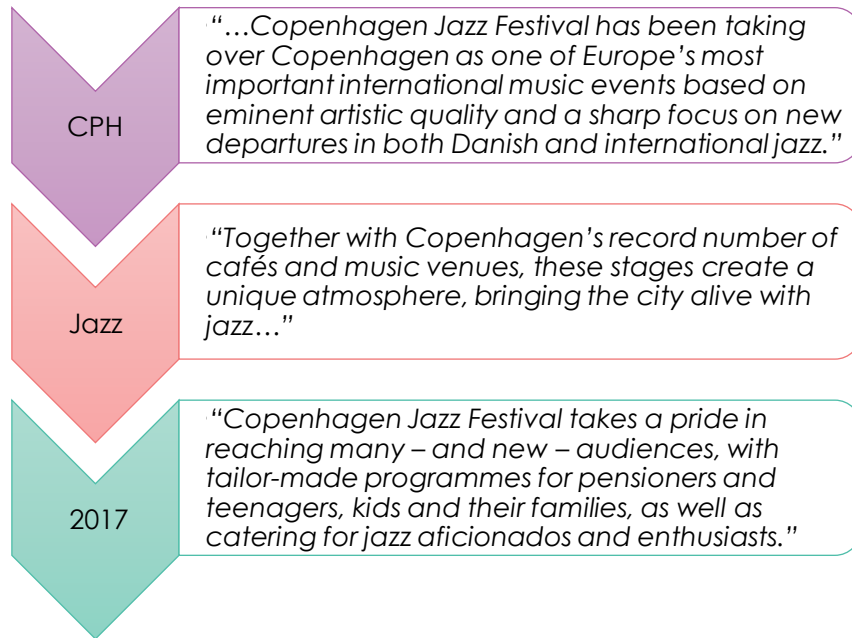 CPH
“…Copenhagen Jazz Festival has been taking
over Copenhagen as one of Europe’s most
important international music events based on
eminent artistic quality and a sharp focus on new
departures in both Danish and international jazz.”
Jazz
“Together with Copenhagen’s record number of
cafés and music venues, these stages create a
unique atmosphere, bringing the city alive with
jazz…”
2017
“Copenhagen Jazz Festival takes a pride in
reaching many – and new – audiences, with
tailor-made programmes for pensioners and
teenagers, kids and their families, as well as
catering for jazz aficionados and enthusiasts.”